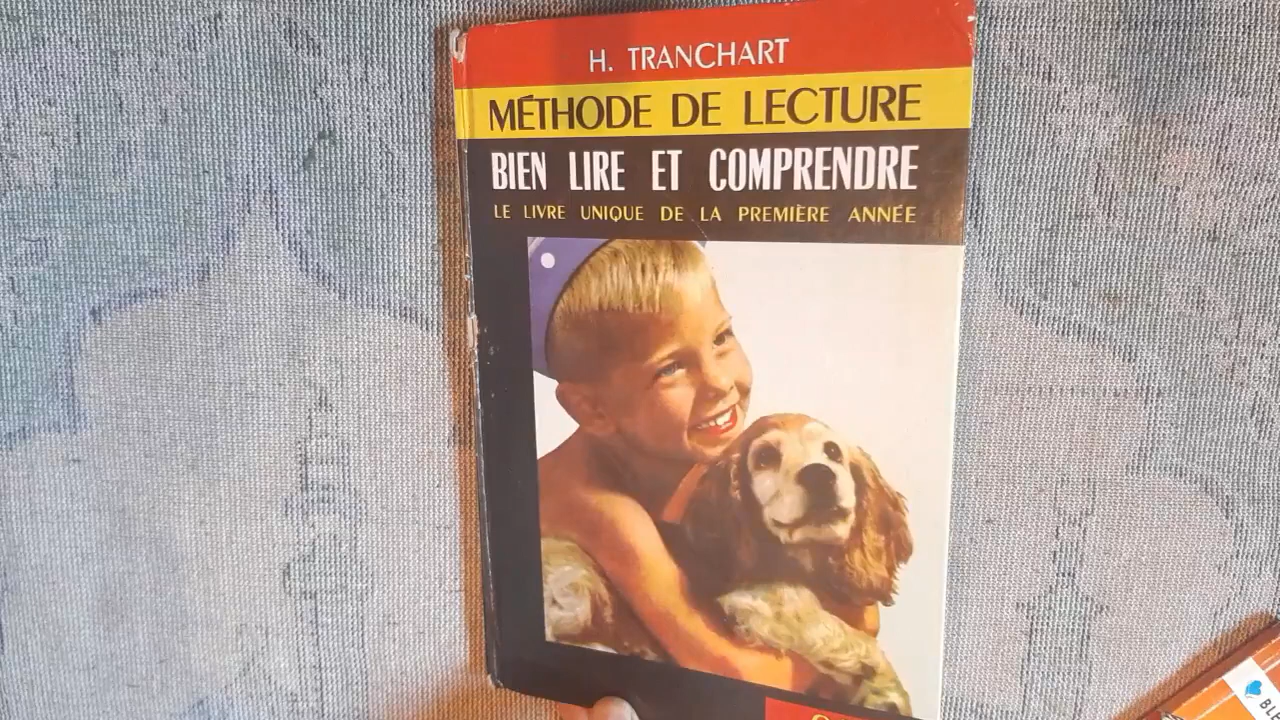 H. TRANCHART
MÉTHODE DE LECTURE
BIEN LIRE ET COMPRENDRE
LE LIVRE UNIQUE DE LA PREMIÈRE ANNÉE